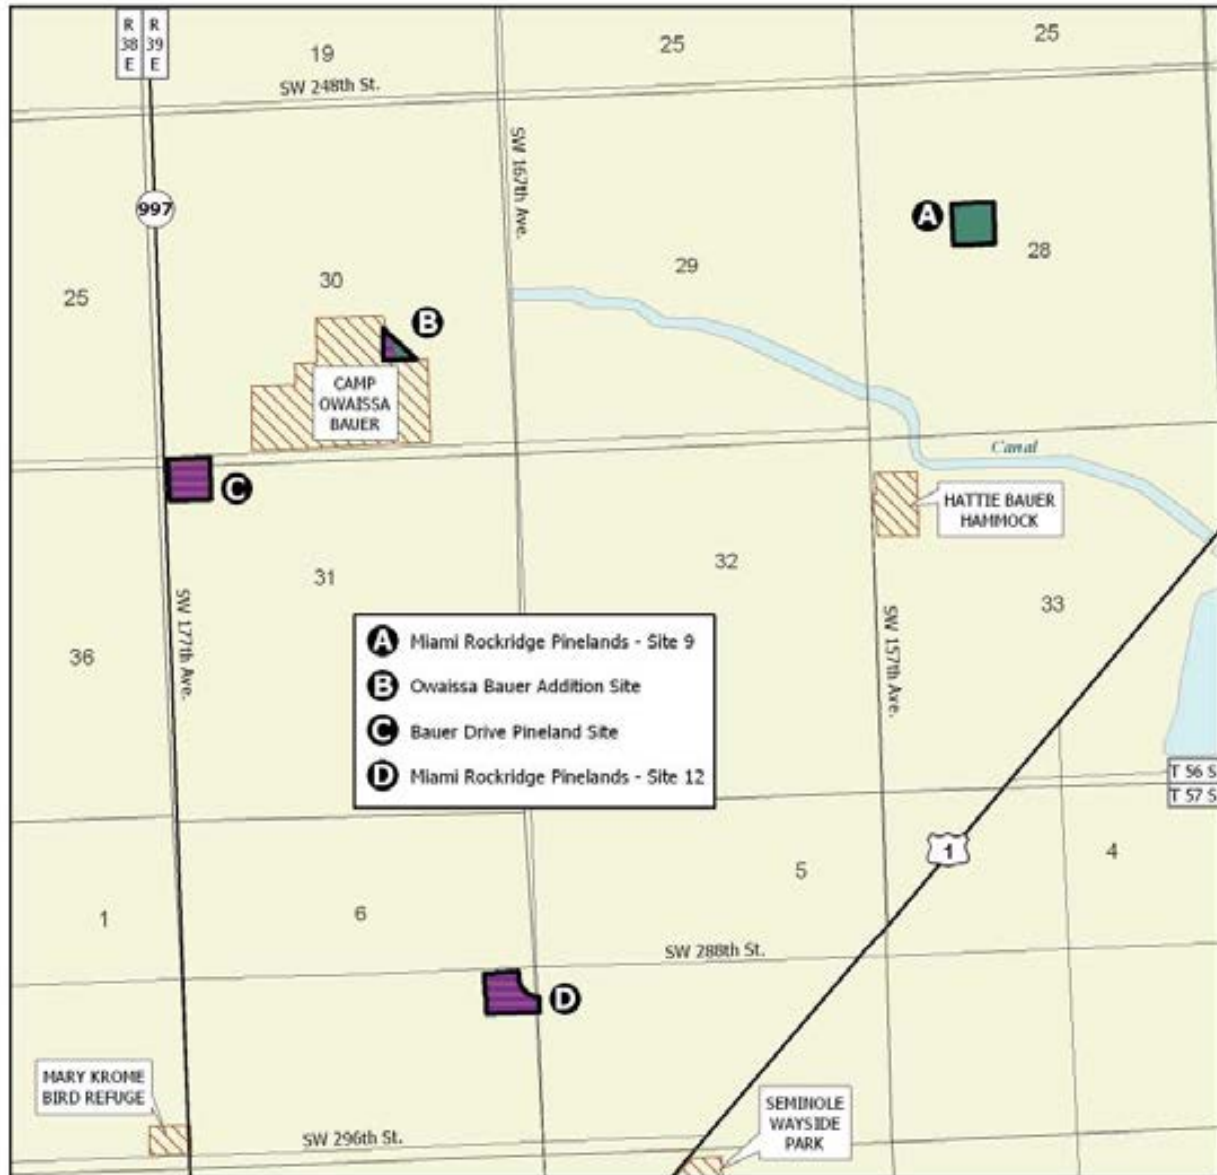 R
38
E
R
39
E
19
25
25
SW 248th St.
SW 167th Ave.
997
A
28
29
30
25
B
CAMP
OWAISSA
BAUER
Canal
C
HATTIE BAUER
HAMMOCK
31
32
33
36
SW 177th Ave.
SW 157th Ave.
A Miami Rockridge Pinelands - Site 9
B Owaissa Bauer Addition Site
C Bauer Drive Pineland Site
D Miami Rockridge Pinelands - Site 12
T 56 S
T 57 S
1
4
5
6
1
SW 288th St.
D
MARY KROME
BIRD REFUGE
SEMINOLE
WAYSIDE
PARK
SW 296th St.